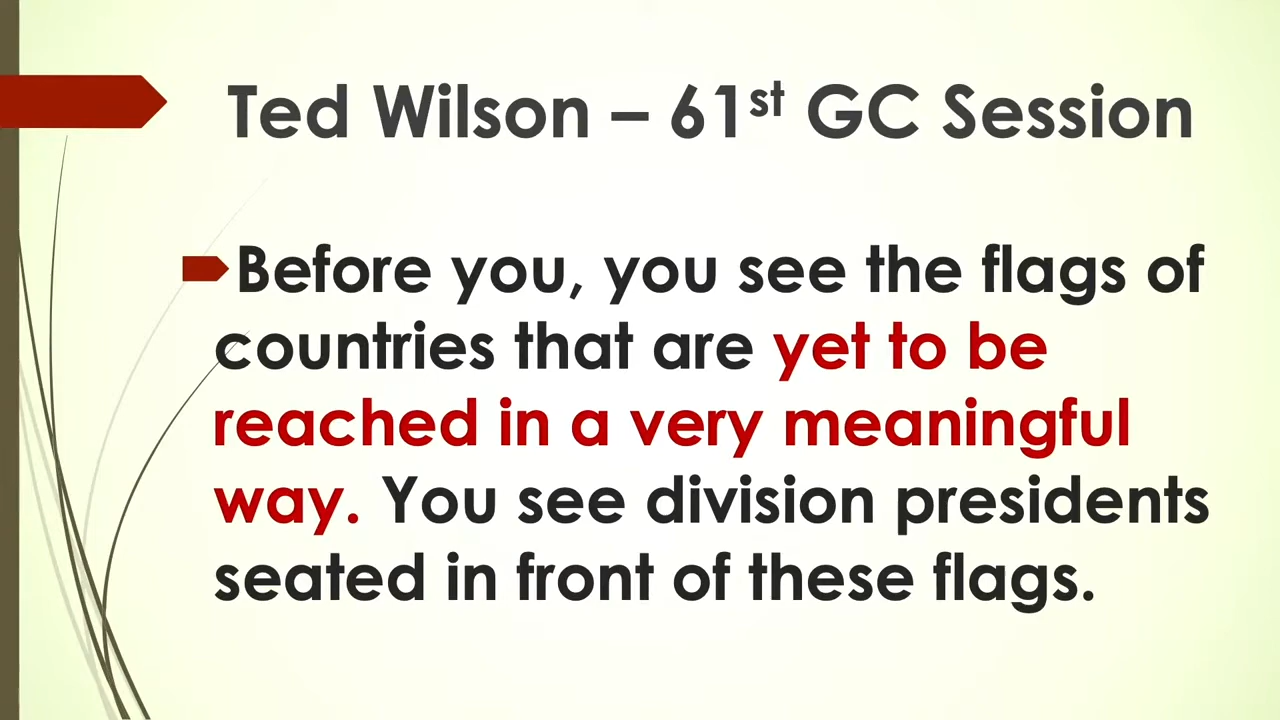 Ted Wilson – 61st GC Session
Before you, you see the flags of
countries that are yet to be
reached in a very meaningful
way. You see division presidents
seated in front of these flags.